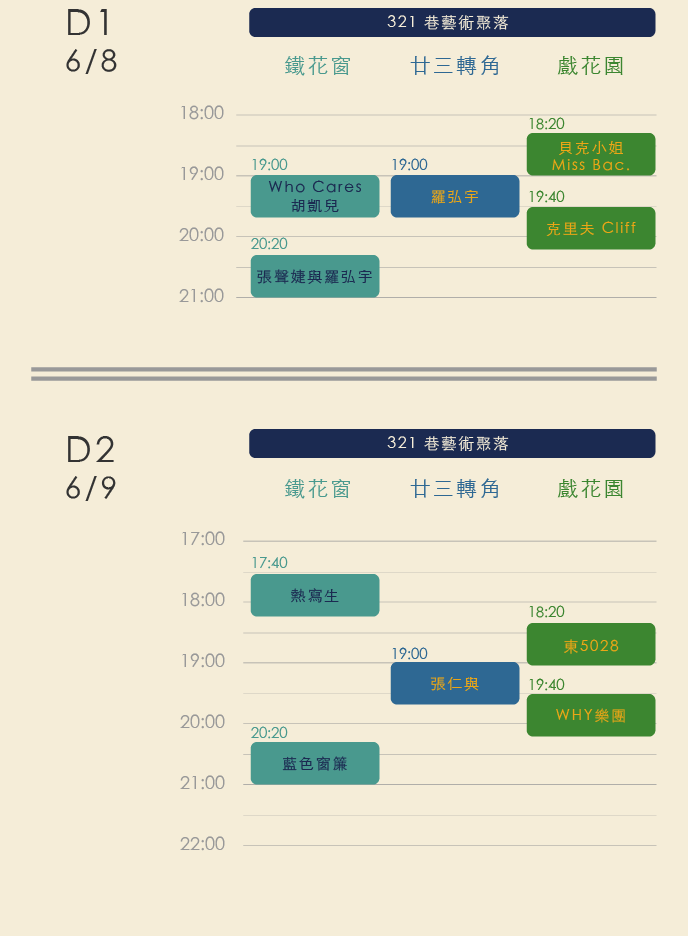 D1
6/8
321 巷藝術聚落
鐵花窗 廿三轉角 戲花園
18:00
18:20
貝克小姐
Miss Bac.
19:00
19:00
19:00
Who Cares
胡凱兒
羅弘宇
19:40
克里夫 Cliff
20:00
20:20
張聲婕與羅弘宇
21:00
D2
6/9
321 巷藝術聚落
鐵花窗 廿三轉角 戲花園
17:00
17:40
熱寫生
18:00
18:20
東5028
19:00
19:00
張仁與
19:40
WHY樂團
20:00
20:20
藍色窗簾
21:00
22:00